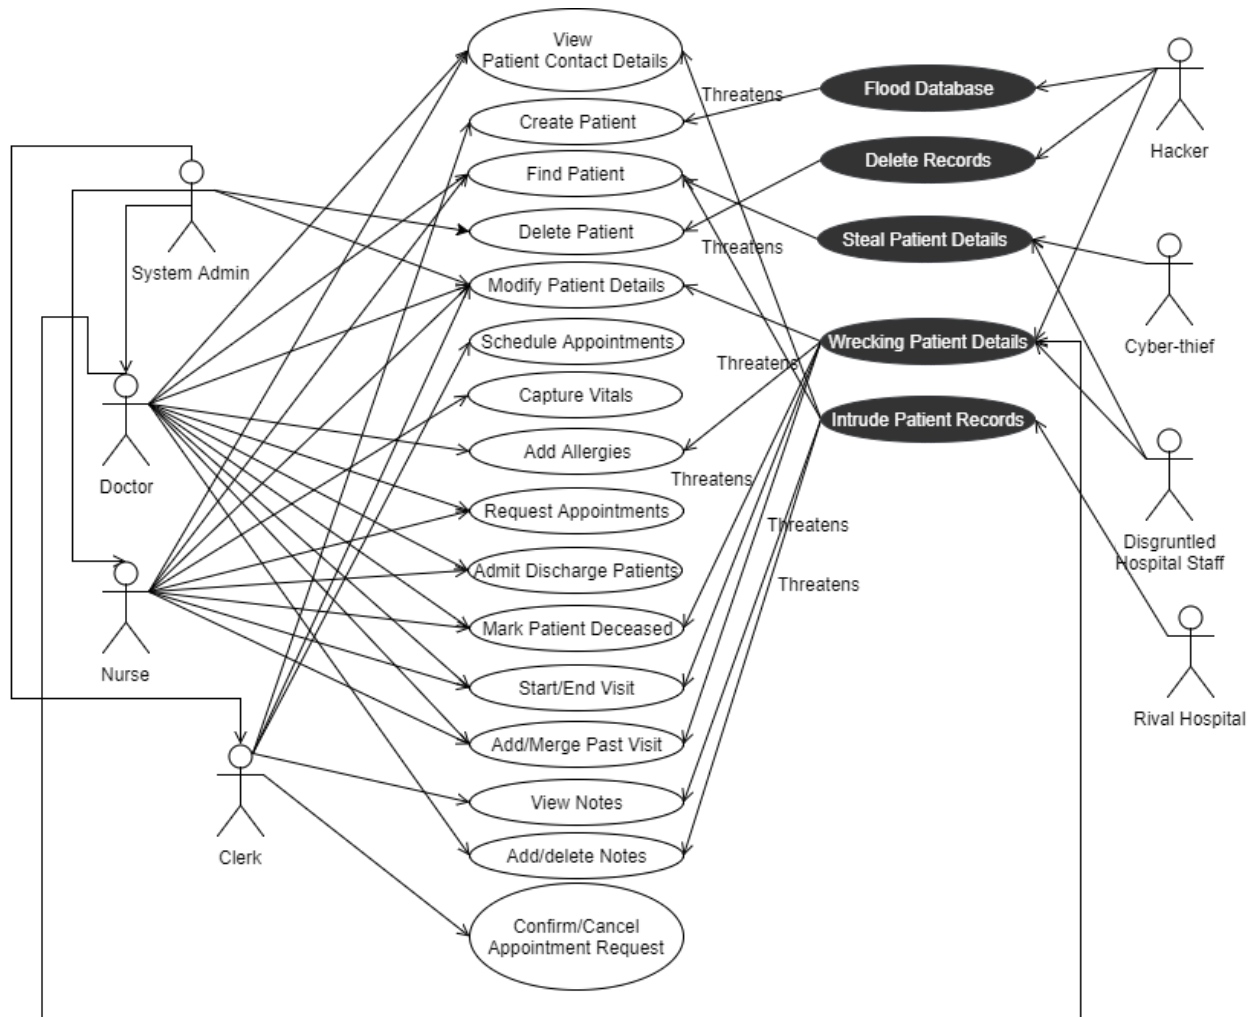 View
Patient Contact Details
Flood Database
Threatens
Create Patient
Hacker
Delete Records
Find Patient
Delete Patient
Steal Patient Details
Threatens
System Admin
Modify Patient Details
Schedule Appointments
Wrecking Patient Details
Cyber-thief
Threatens
Capture Vitals
Intrude Patient Records
Add Allergies
Threatens
Doctor
Request Appointments
Threatens
Disgruntled
Hospital Staff
Admit Discharge Patients
Threatens
Mark Patient Deceased
Nurse
Start/End Visit
Rival Hospital
Add/Merge Past Visit
View Notes
Clerk
Add/delete Notes
Confirm/Cancel
Appointment Request